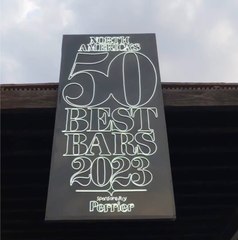 NORTH
AMERICA'S
50
BEST
BARS
2023
Sponsored by
Perrier